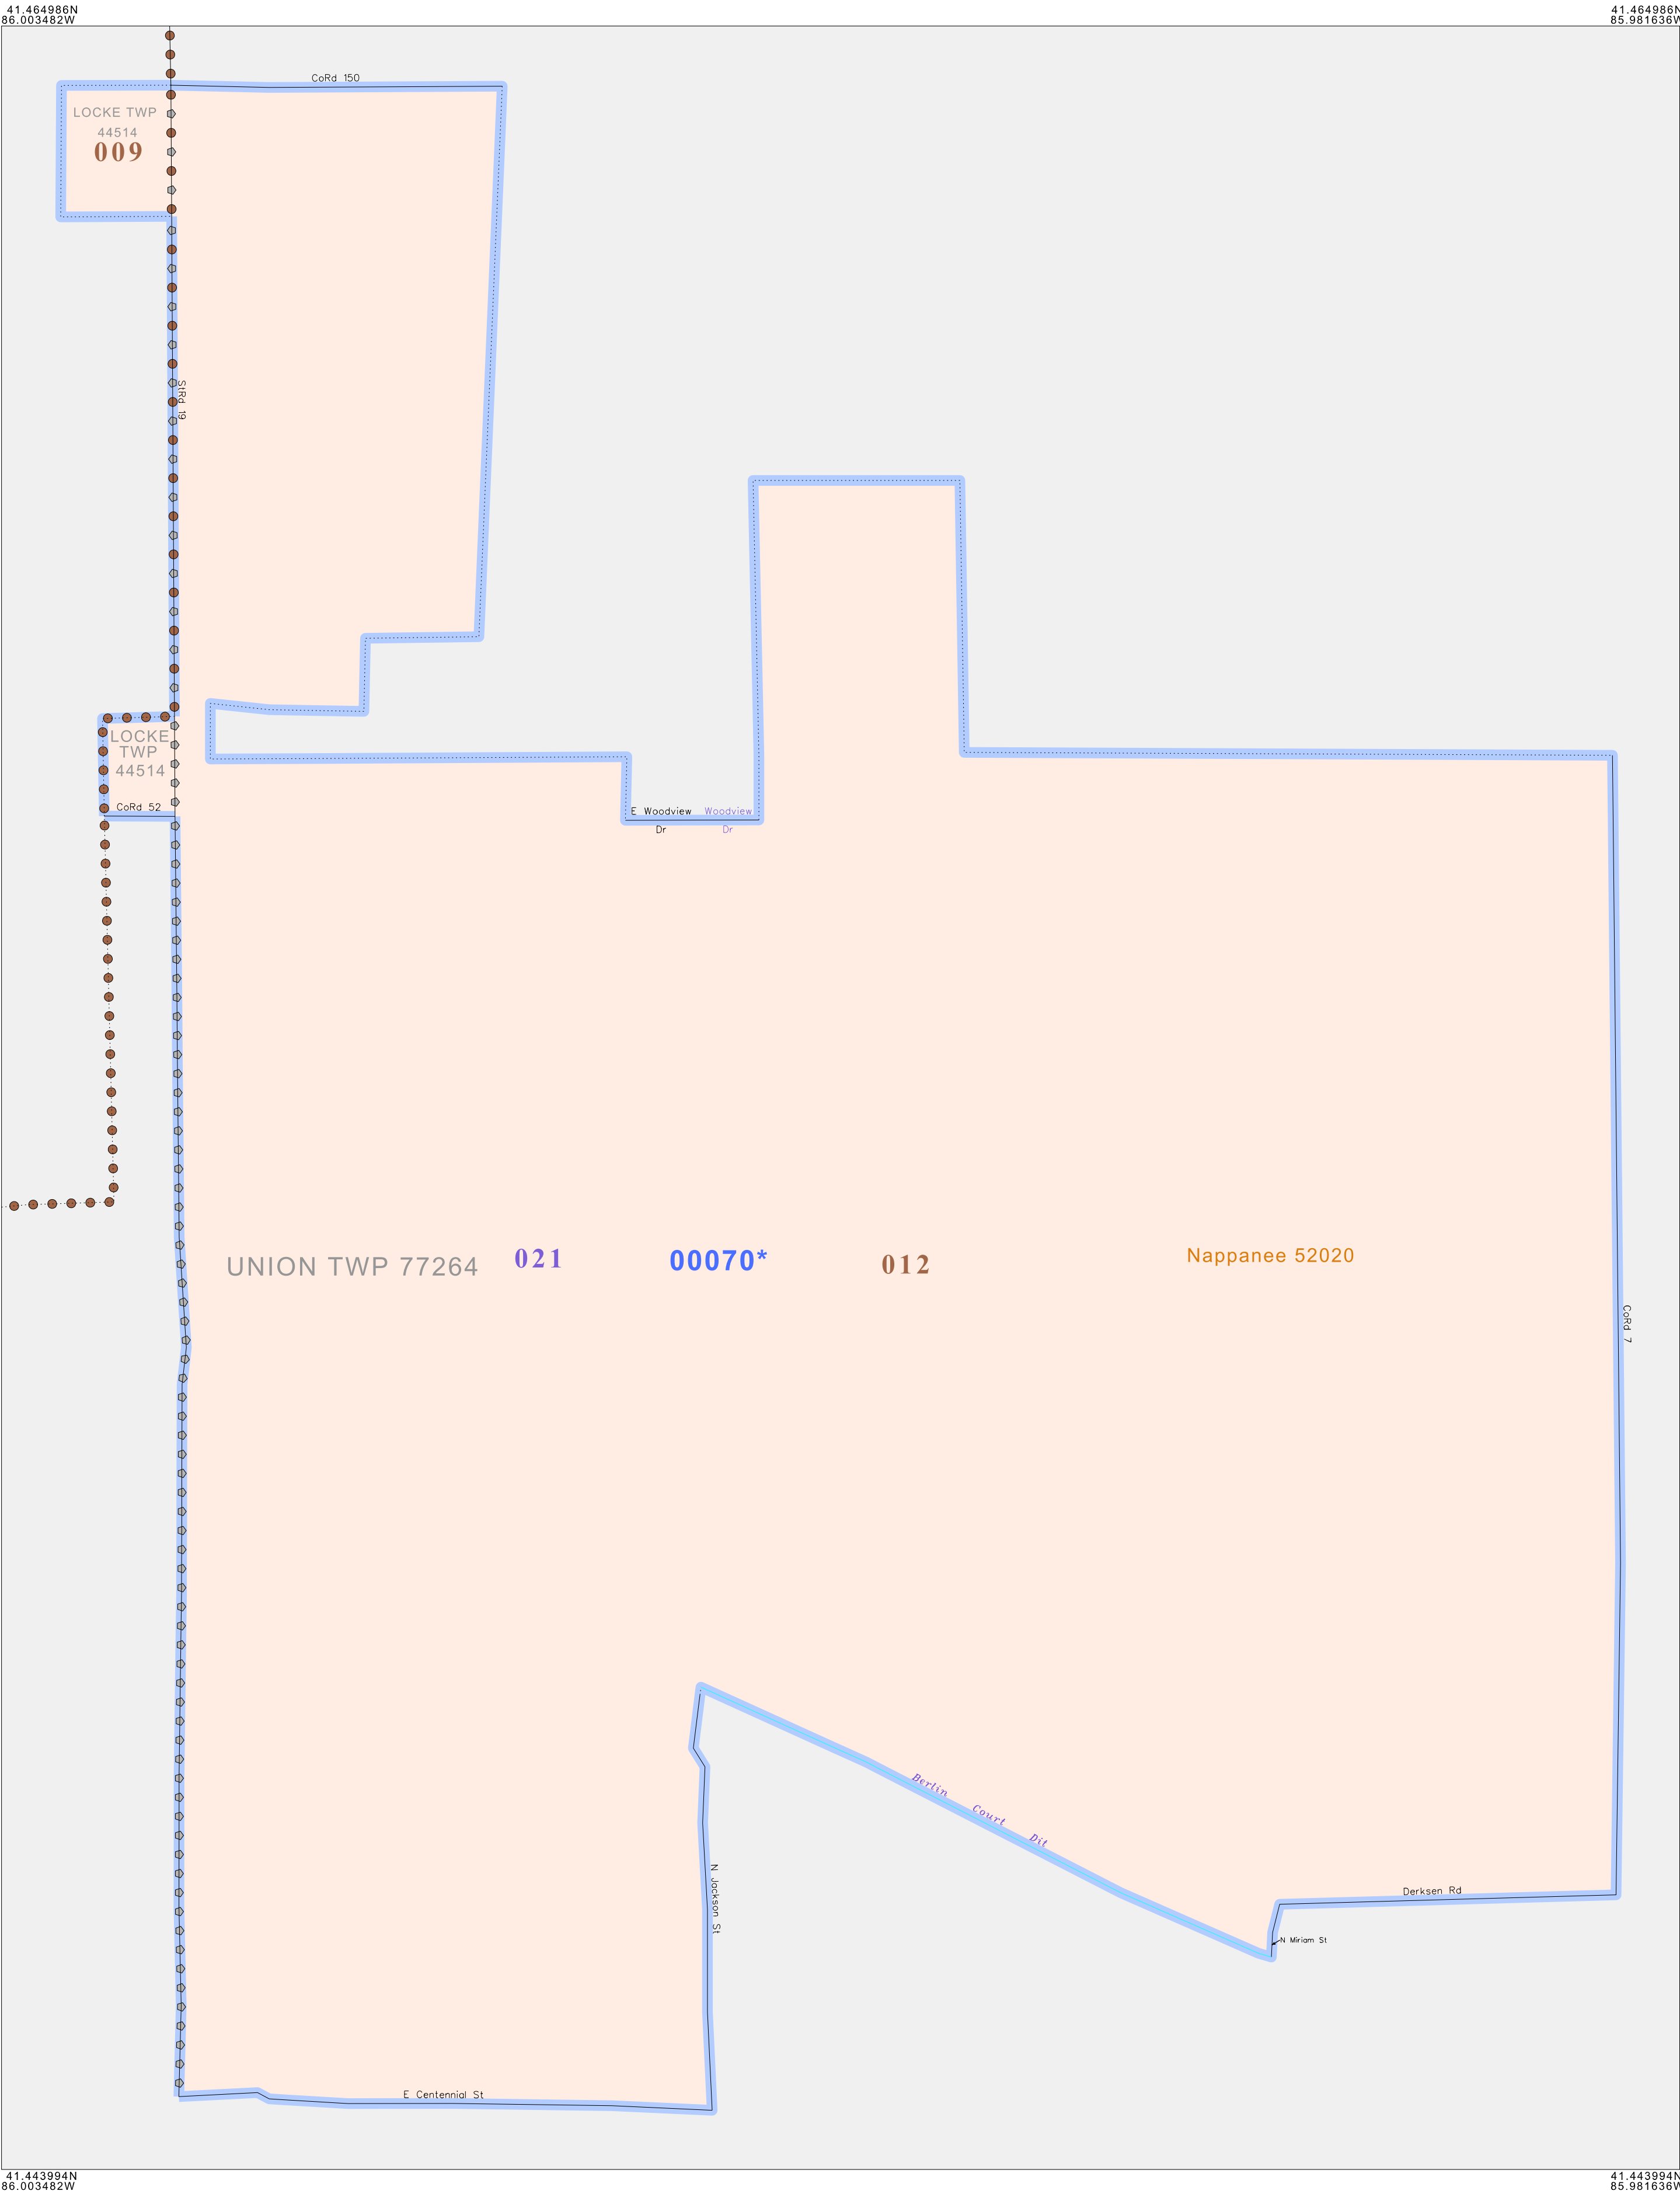 41.464986N
86.003482W
41.464986N
85.981636W
CoRd 150
LOCKE TWP
44514
009
StRd 19
LOCKE
TWP
44514
CoRd 52
E Woodview Woodview
Dr Dr
UNION TWP 77264
021
00070*
012
Nappanee 52020
CoRd 7
Berlin Court Dit
N Jackson St
Derksen Rd
N Miriam St
E Centennial St
41.443994N
86.003482W
41.443994N
85.981636W